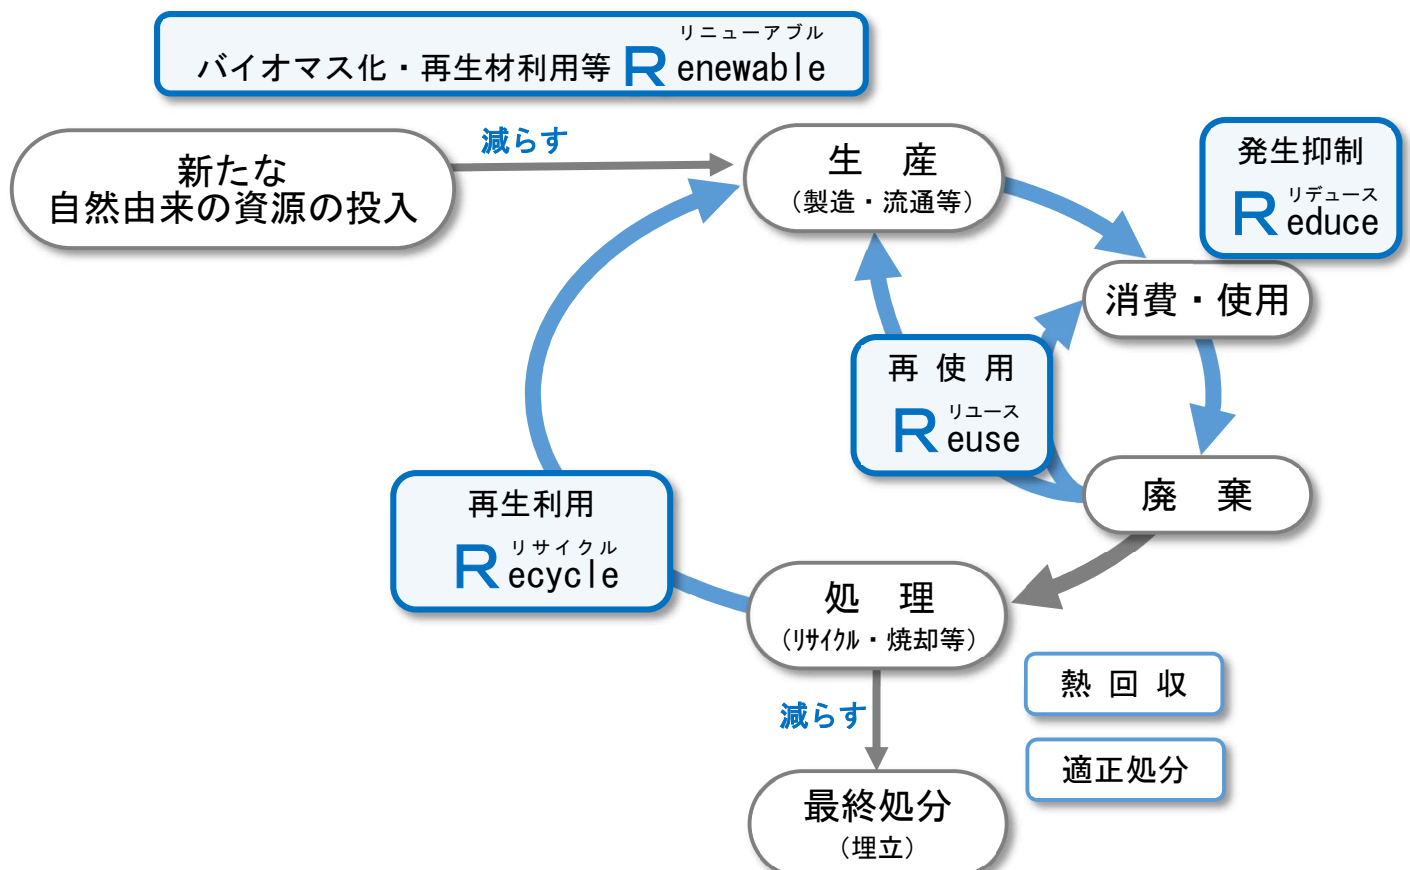 リニューアブル
バイオマス化・再生材利用等 Renewable
新たな
自然由来の資源の投入
減らす
生　産
（製造・流通等）
発生抑制
リデュース
Reduce
消費・使用
再 使 用
リユース
Reuse
廃　棄
再生利用
リサイクル
Recycle
処　理
（ﾘｻｲｸﾙ・焼却等）
熱 回 収
減らす
適正処分
最終処分
（埋立）